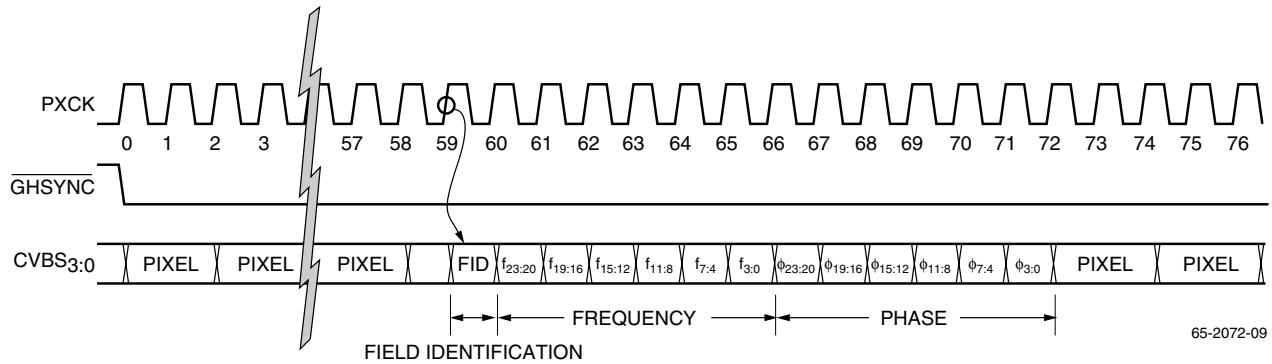 PXCK
0 1 2 3 57 58 59 60 61 62 63 64 65 66 67 68 69 70 71 72 73 74 75 76
GHSYNC
CVBS3:0 PIXEL PIXEL PIXEL FID f23:20 f19:16 f15:12 f11:8 f7:4 f3:0 ϕ23:20 ϕ19:16 ϕ15:12 ϕ11:8 ϕ7:4 ϕ3:0 PIXEL PIXEL
FREQUENCY PHASE
65-2072-09
FIELD IDENTIFICATION